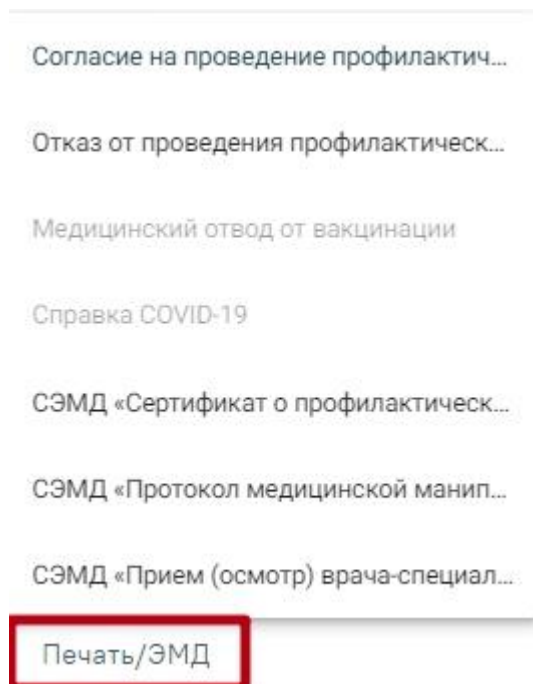 Согласие на проведение профилактич...
Отказ от проведения профилактическ...
Медицинский отвод от вакцинации
Справка COVID-19
СЭМД «Сертификат о профилактическ...
СЭМД «Протокол медицинской манип...
СЭМД «Прием (осмотр) врача-специал...
Печать/ЭМД